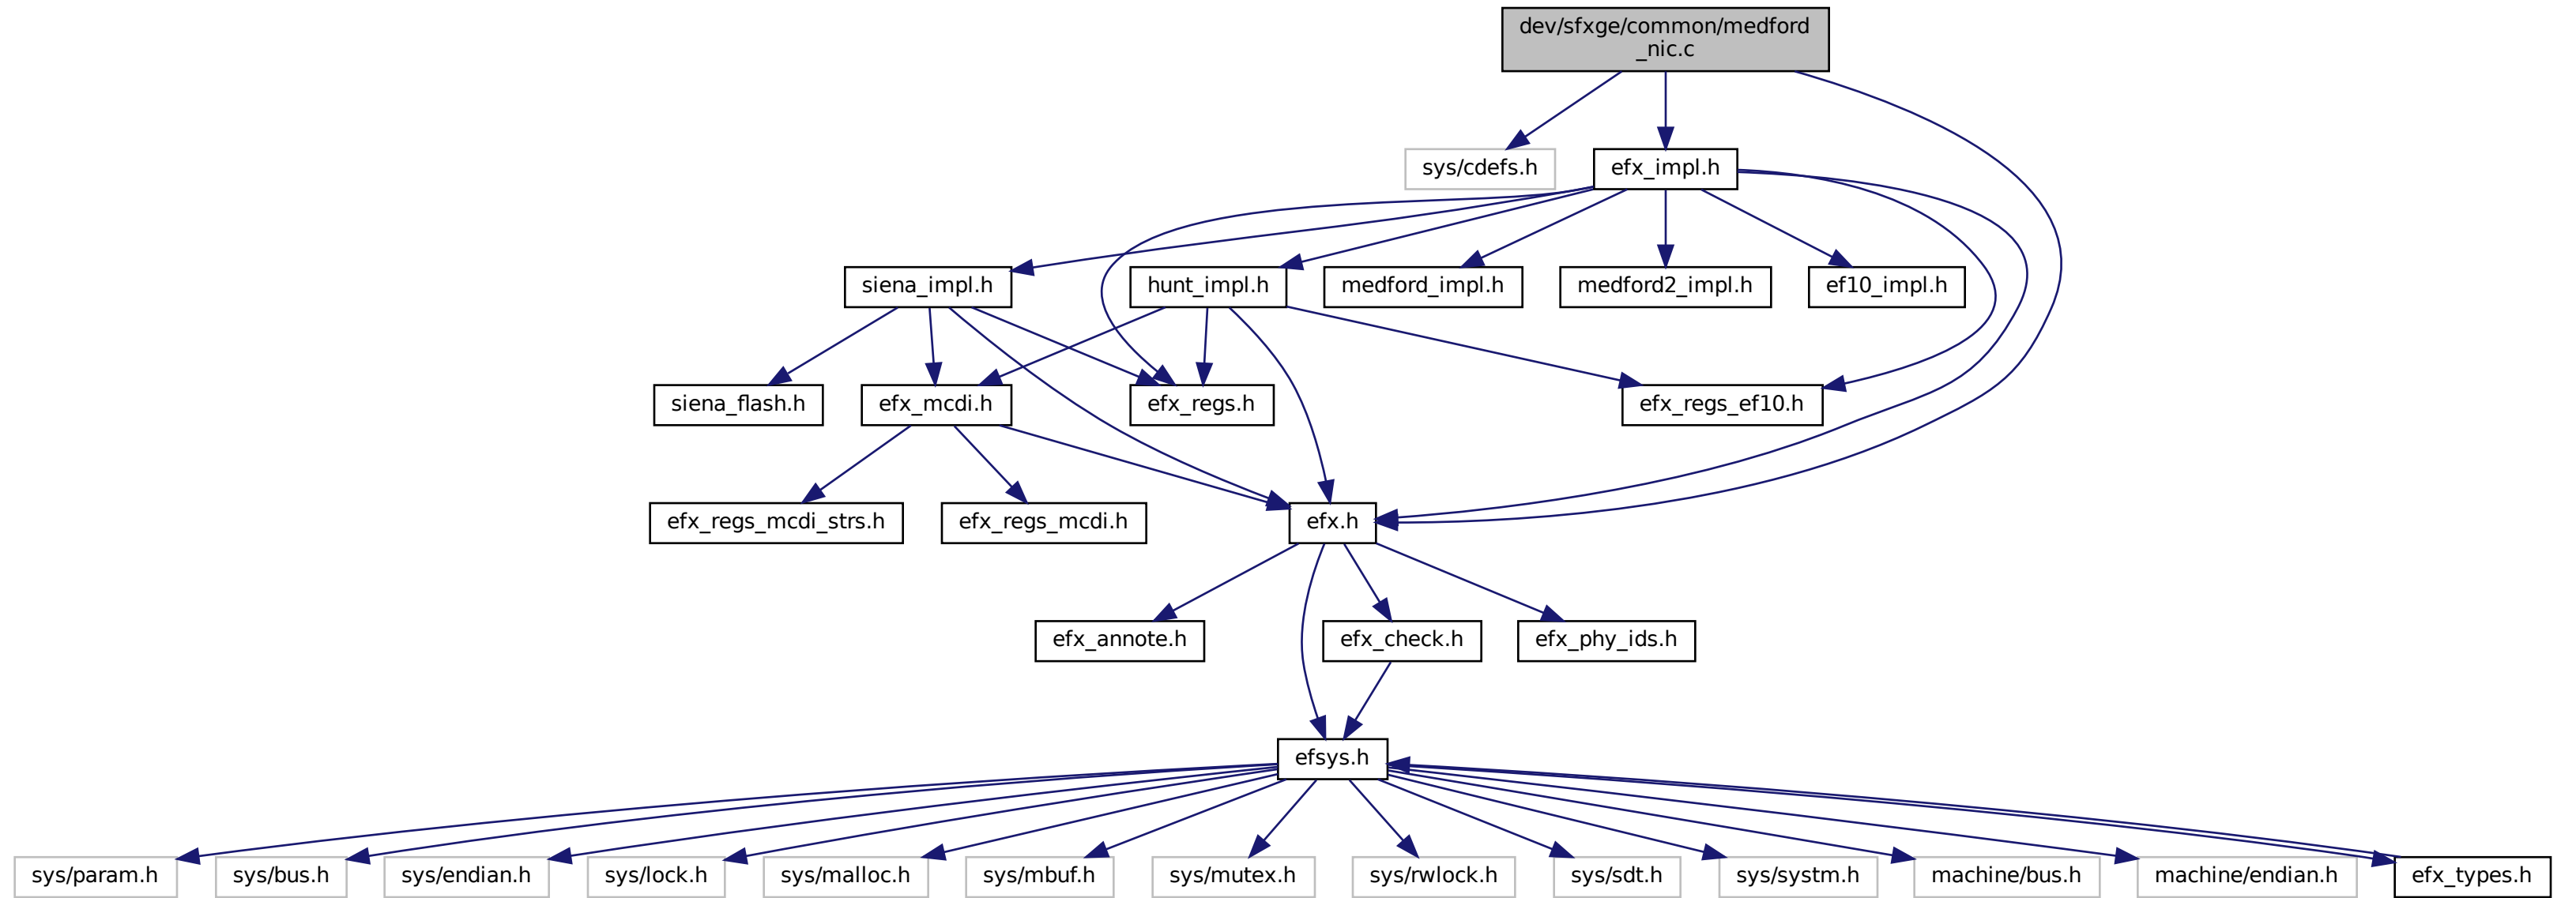 dev/sfxge/common/medford
_nic.c
sys/cdefs.h
efx_impl.h
siena_impl.h
hunt_impl.h
medford_impl.h
medford2_impl.h
ef10_impl.h
siena_flash.h
efx_mcdi.h
efx_regs.h
efx_regs_ef10.h
efx_regs_mcdi_strs.h
efx_regs_mcdi.h
efx.h
efx_annote.h
efx_check.h
efx_phy_ids.h
efsys.h
sys/param.h
sys/bus.h
sys/endian.h
sys/lock.h
sys/malloc.h
sys/mbuf.h
sys/mutex.h
sys/rwlock.h
sys/sdt.h
sys/systm.h
machine/bus.h
machine/endian.h
efx_types.h